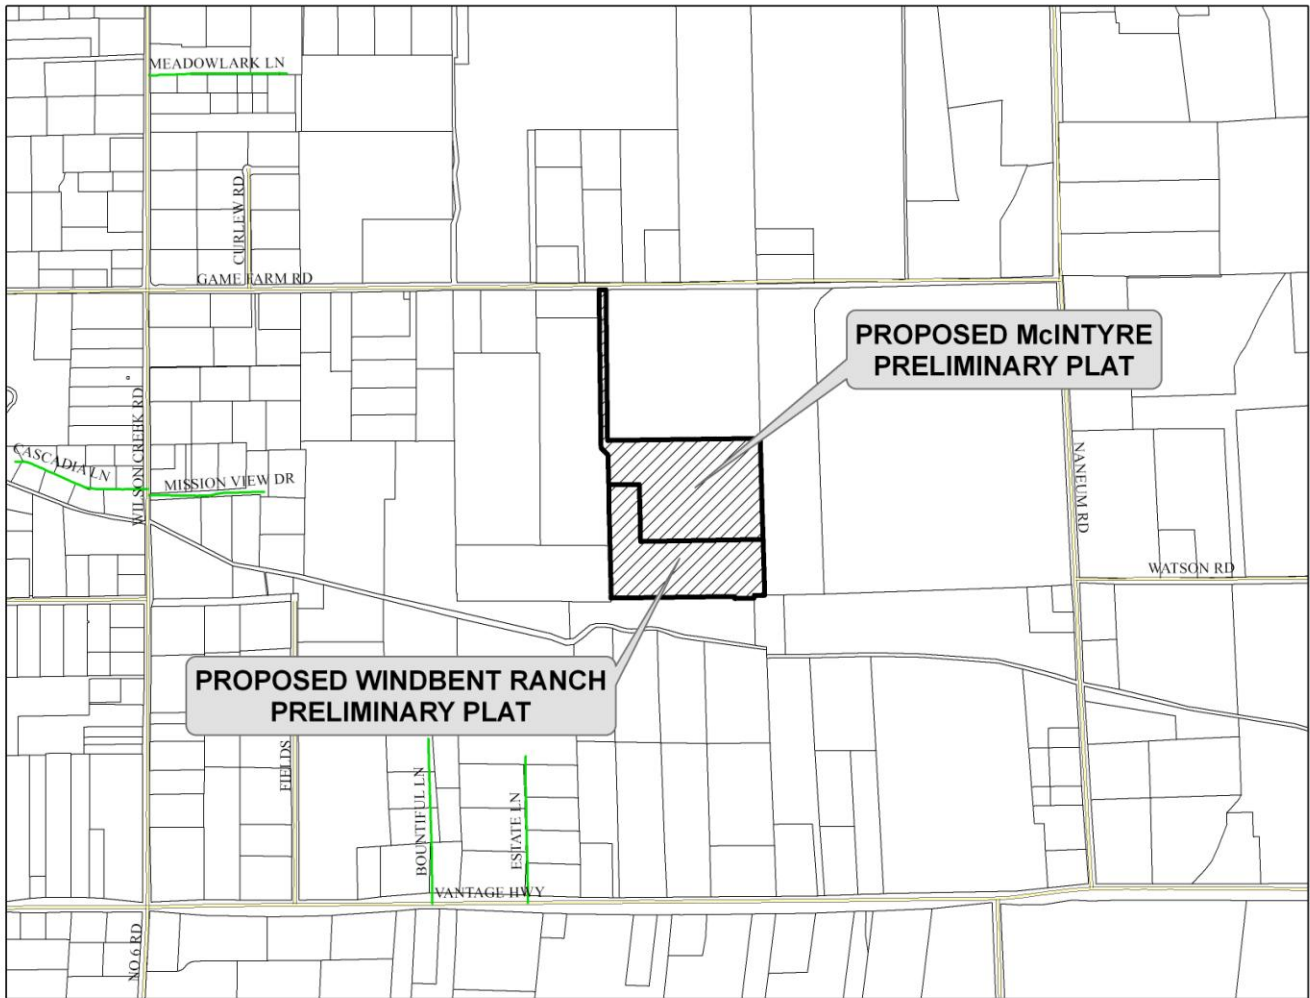 MEADOWLARK LN
CURLEW RD
GAME FARM RD
PROPOSED McINTYRE
PRELIMINARY PLAT
WILSON CREEK RD
CASCADIA LN
MISSION VIEW DR
NANEUM RD
WATSON RD
PROPOSED WINDBENT RANCH
PRELIMINARY PLAT
FIELDS
BOUNTIFUL LN
ESTATE LN
VANTAGE HWY
NO 6 RD